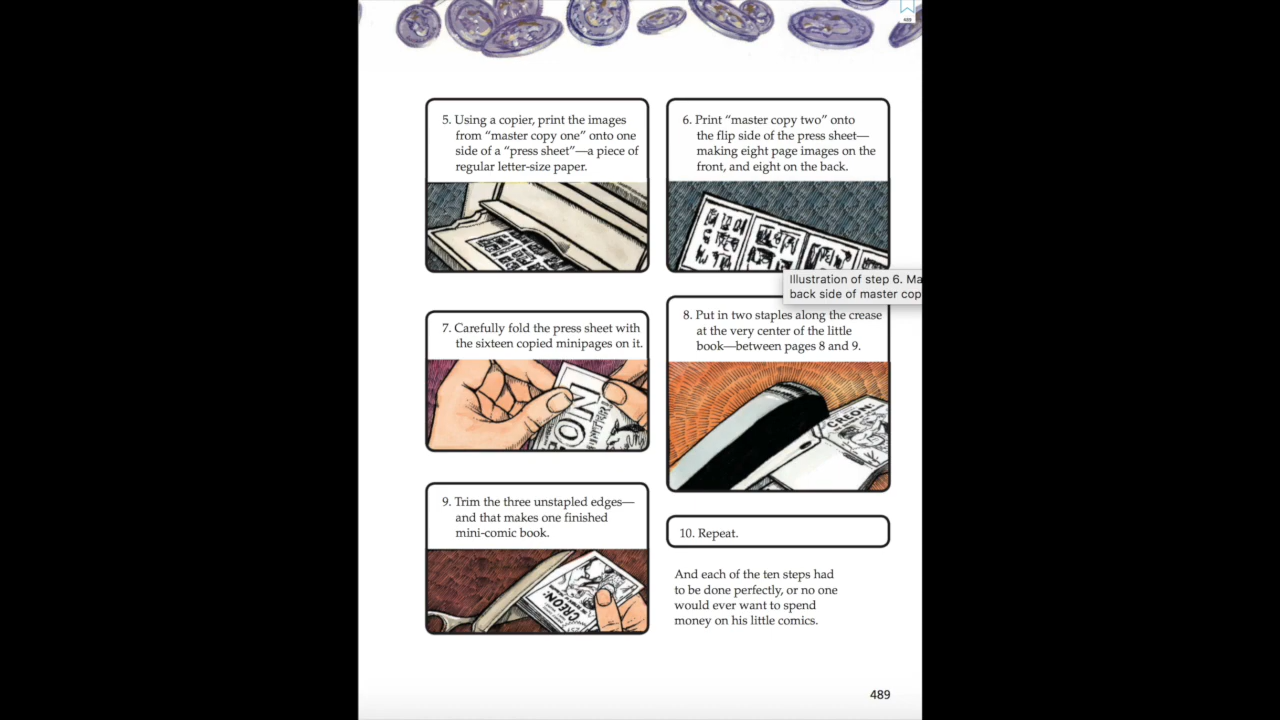 489
5. Using a copier, print the images
from “master copy one” onto one
side of a “press sheet”—a piece of
regular letter-size paper.
6. Print “master copy two” onto
the flip side of the press sheet—
making eight page images on the
front, and eight on the back.
Illustration of step 6. Ma
back side of master cop
7. Carefully fold the press sheet with
the sixteen copied minipages on it.
NO
8. Put in two staples along the crease
at the very center of the little
book—between pages 8 and 9.
CREON:
9. Trim the three unstapled edges—
and that makes one finished
mini-comic book.
CREON:
10. Repeat.
And each of the ten steps had
to be done perfectly, or no one
would ever want to spend
money on his little comics.
489